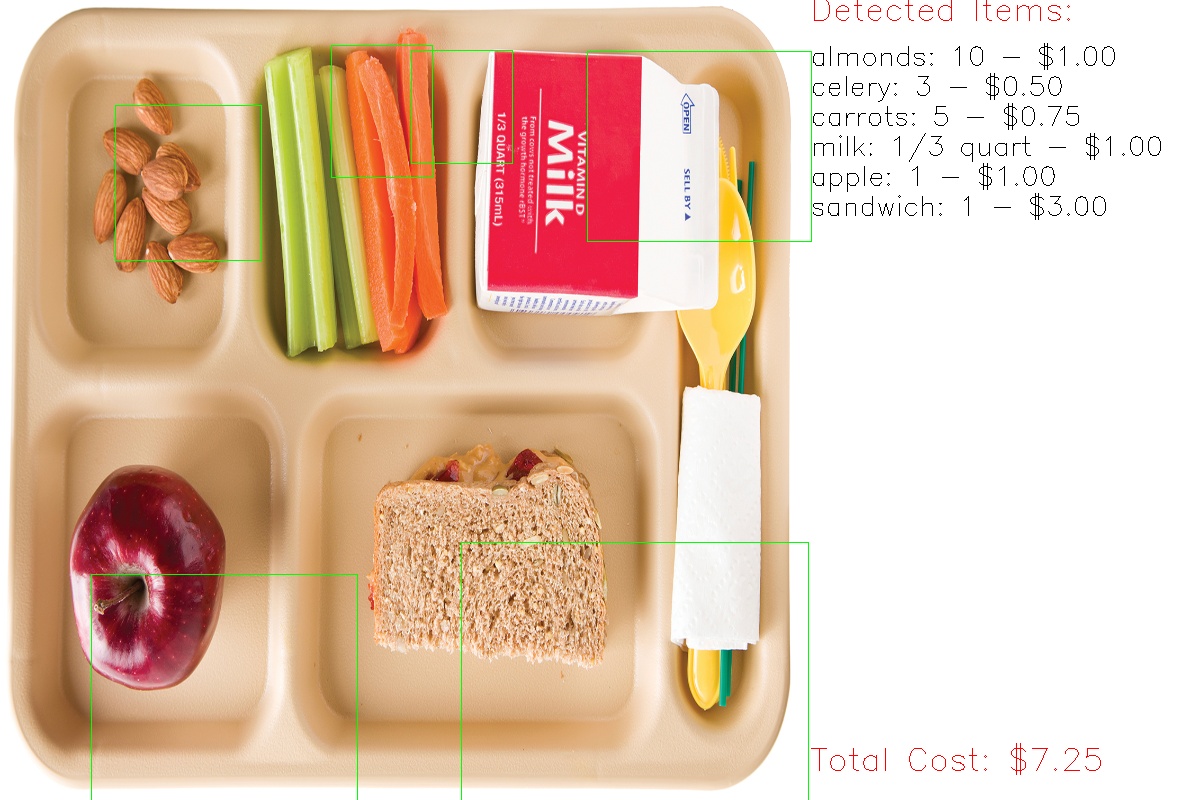 Detected Items:
almonds: 10 – $1.00
celery: 3 – $0.50
carrots: 5 – $0.75
milk: 1/3 quart – $1.00
apple: 1 – $1.00
sandwich: 1 – $3.00
VITAMIN D
Milk
From cows not treated with
the growth hormone rBST*
1/3 QUART (315mL)
OPEN
SELL BY
Total Cost: $7.25